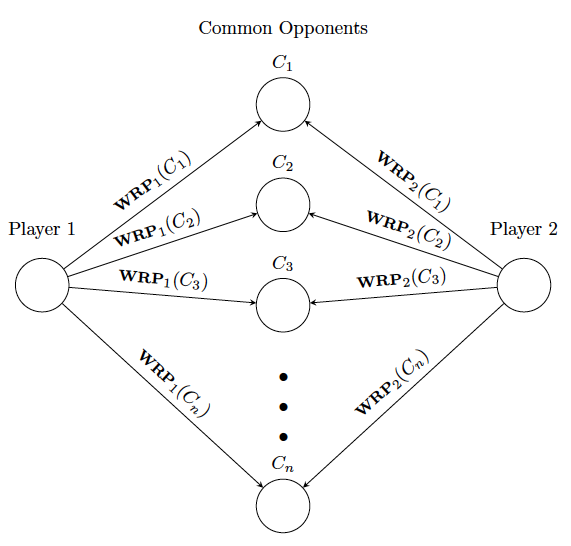 Common Opponents
C₁
WRP₁(C₁)
WRP₂(C₁)
C₂
WRP₁(C₂)
WRP₂(C₂)
Player 1
Player 2
C₃
WRP₁(C₃)
WRP₂(C₃)
WRP₁(Cₙ)
WRP₂(Cₙ)
Cₙ